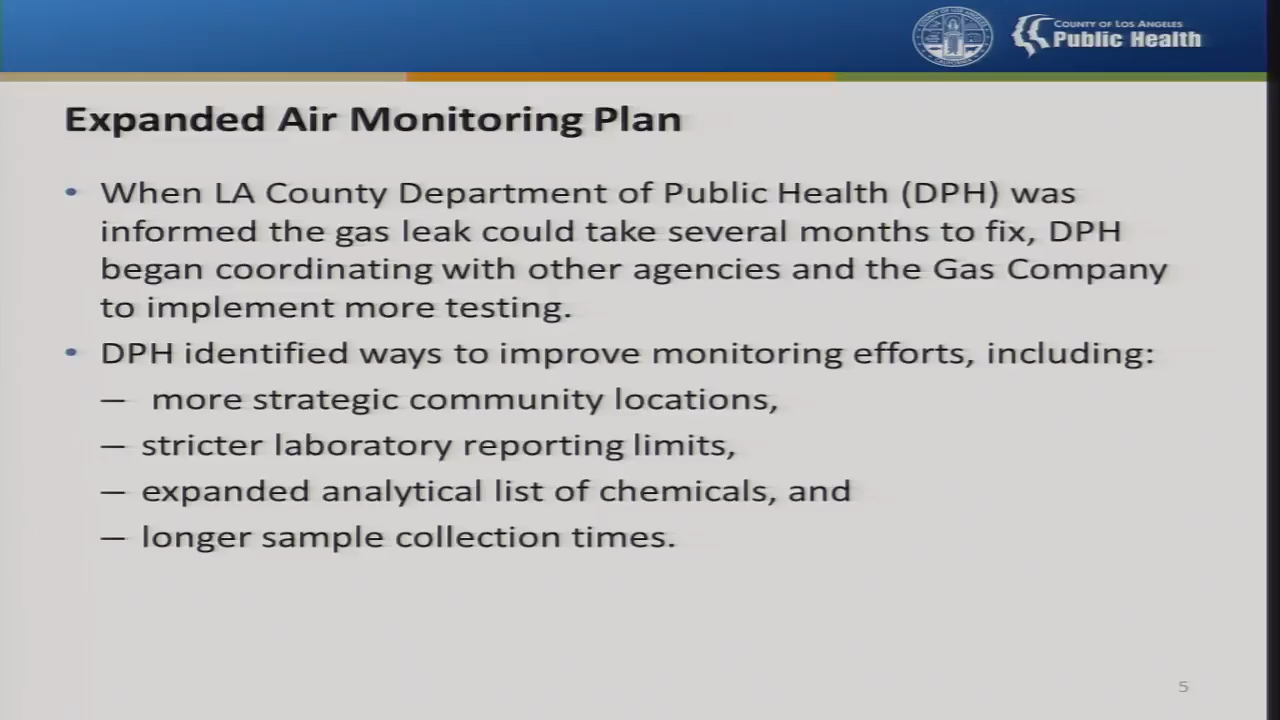 COUNTY OF LOS ANGELES
Public Health
Expanded Air Monitoring Plan
• When LA County Department of Public Health (DPH) was
informed the gas leak could take several months to fix, DPH
began coordinating with other agencies and the Gas Company
to implement more testing.
• DPH identified ways to improve monitoring efforts, including:
— more strategic community locations,
— stricter laboratory reporting limits,
— expanded analytical list of chemicals, and
— longer sample collection times.
5